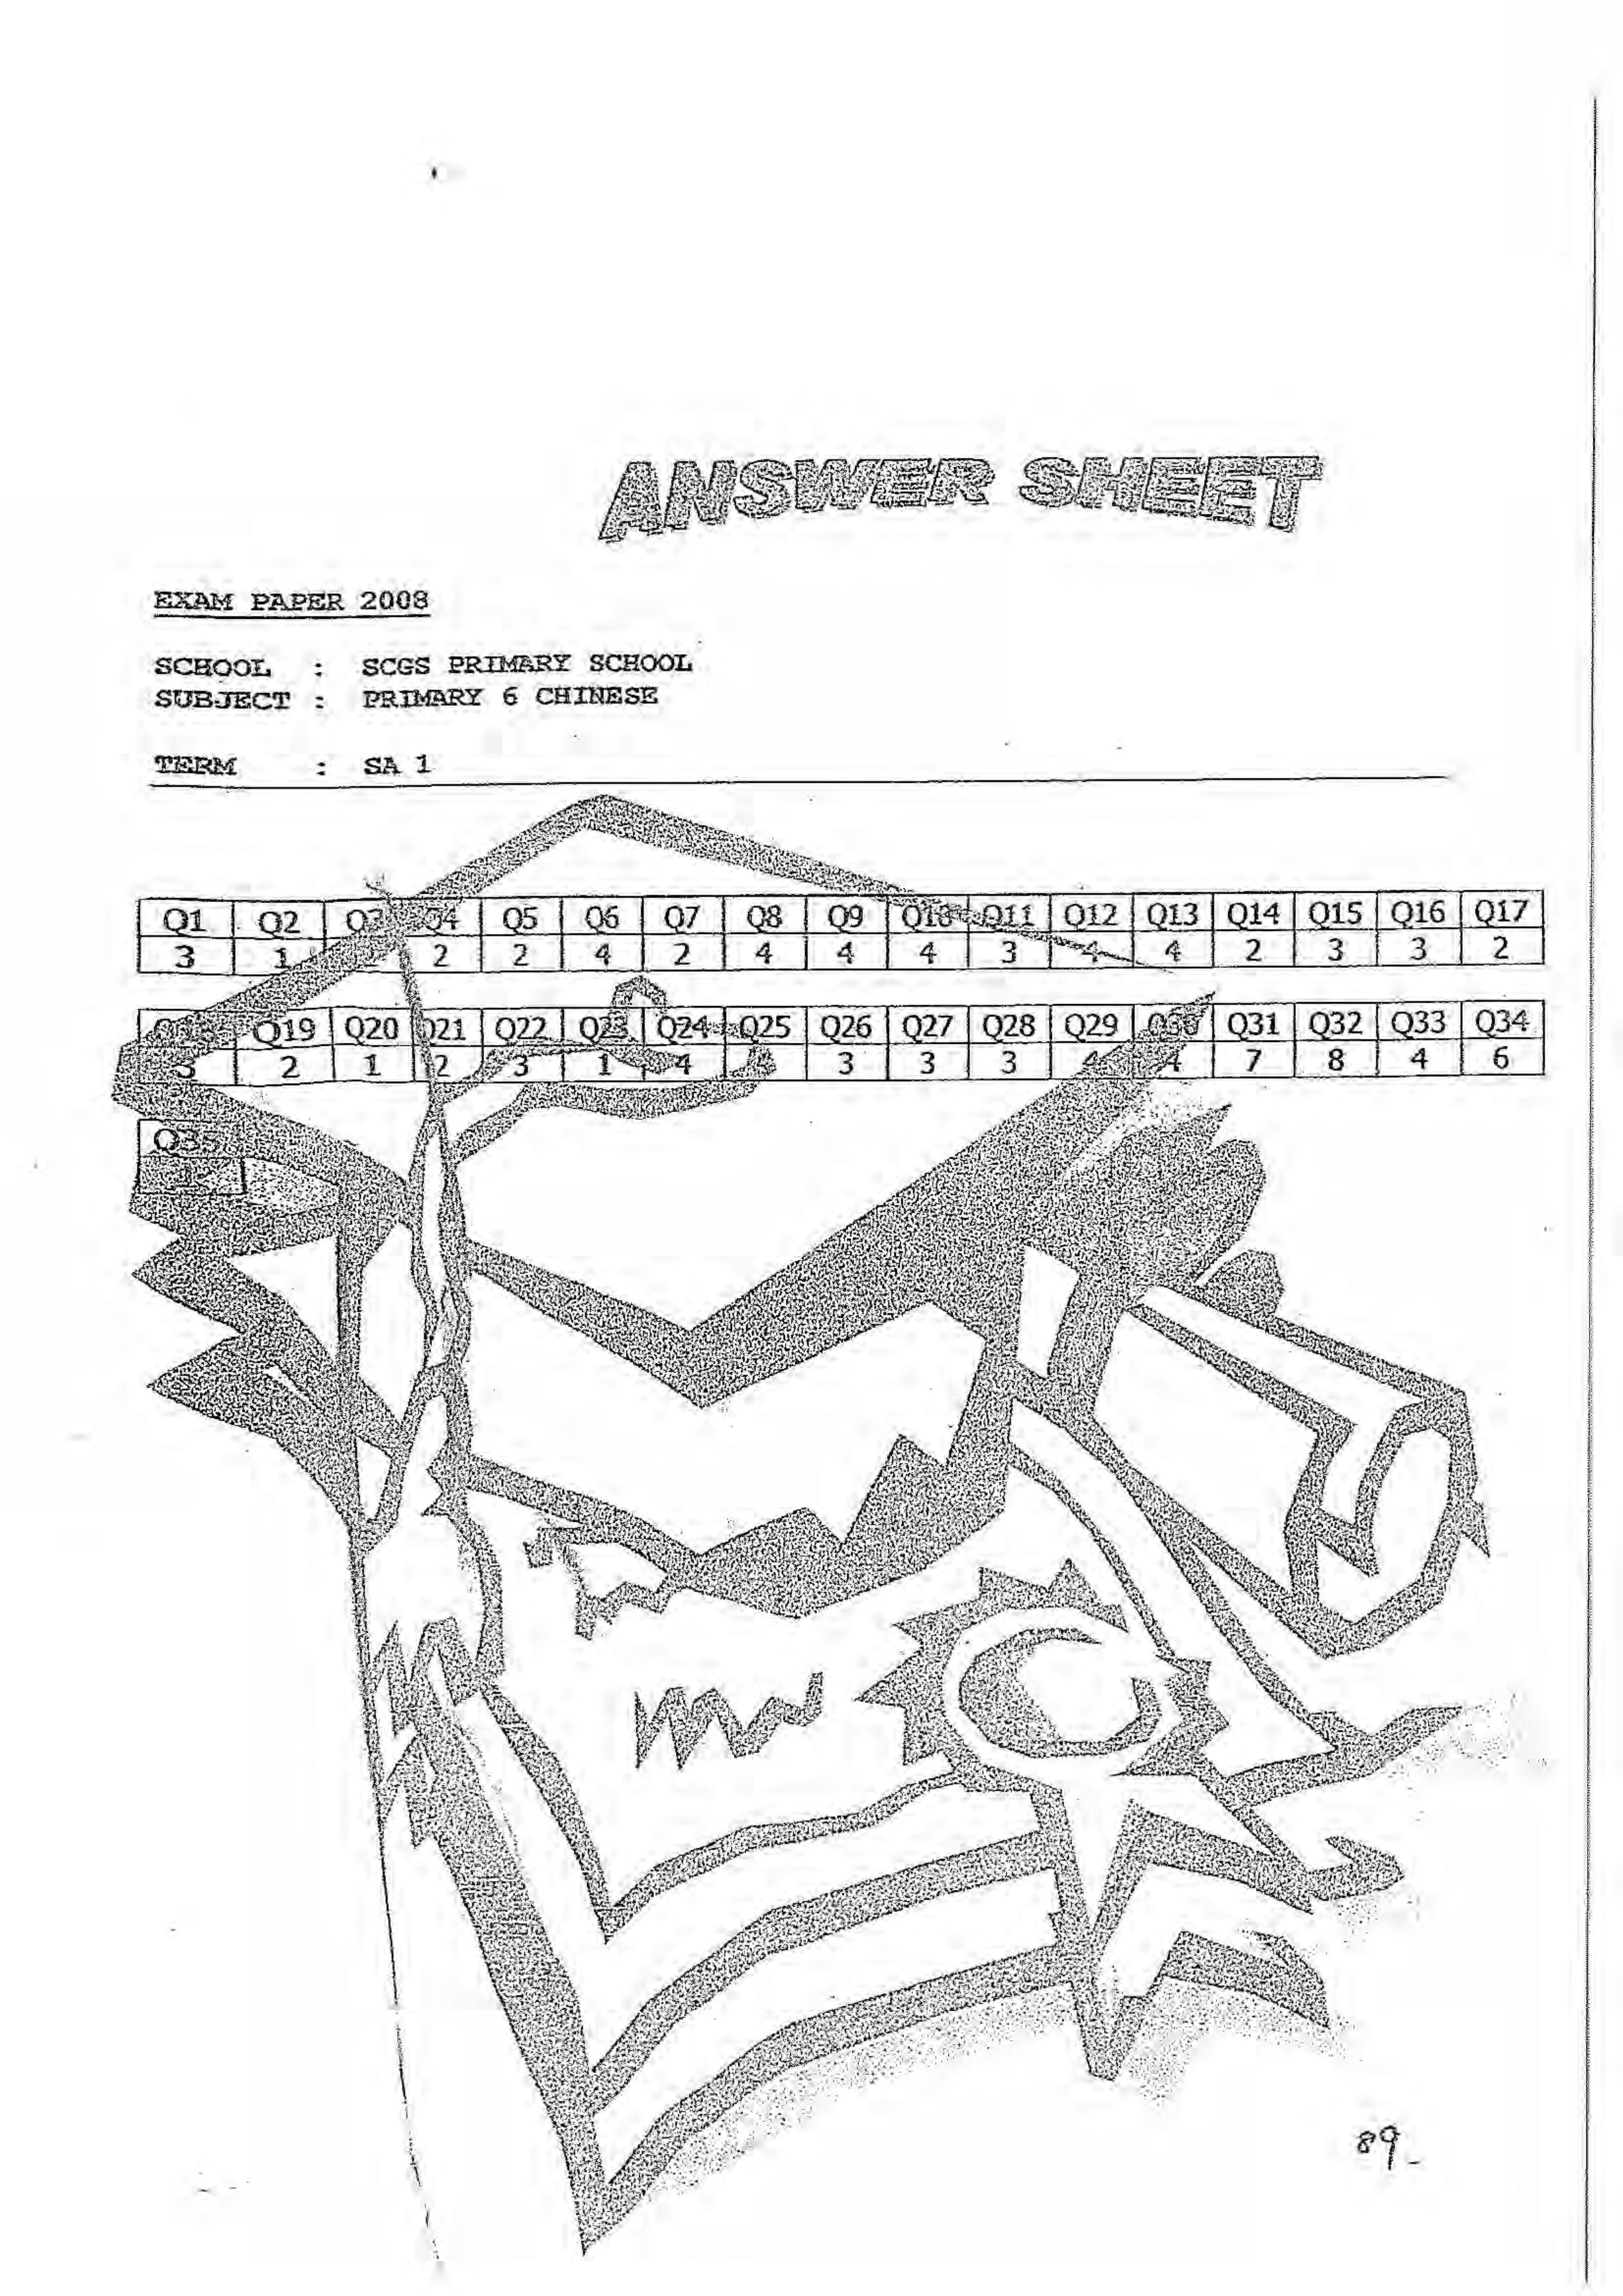 ANSWER SHEET
EXAM PAPER 2008
SCHOOL : SCGS PRIMARY SCHOOL
SUBJECT : PRIMARY 6 CHINESE
TERM : SA 1
Q1 Q2 Q3 Q4 Q5 Q6 Q7 Q8 Q9 Q10 Q11 Q12 Q13 Q14 Q15 Q16 Q17
3 1 2 2 4 2 4 4 4 3 4 4 2 3 3 2
Q18 Q19 Q20 Q21 Q22 Q23 Q24 Q25 Q26 Q27 Q28 Q29 Q30 Q31 Q32 Q33 Q34
3 2 1 2 3 1 4 3 3 3 4 4 7 8 4 6
Q35
1
89